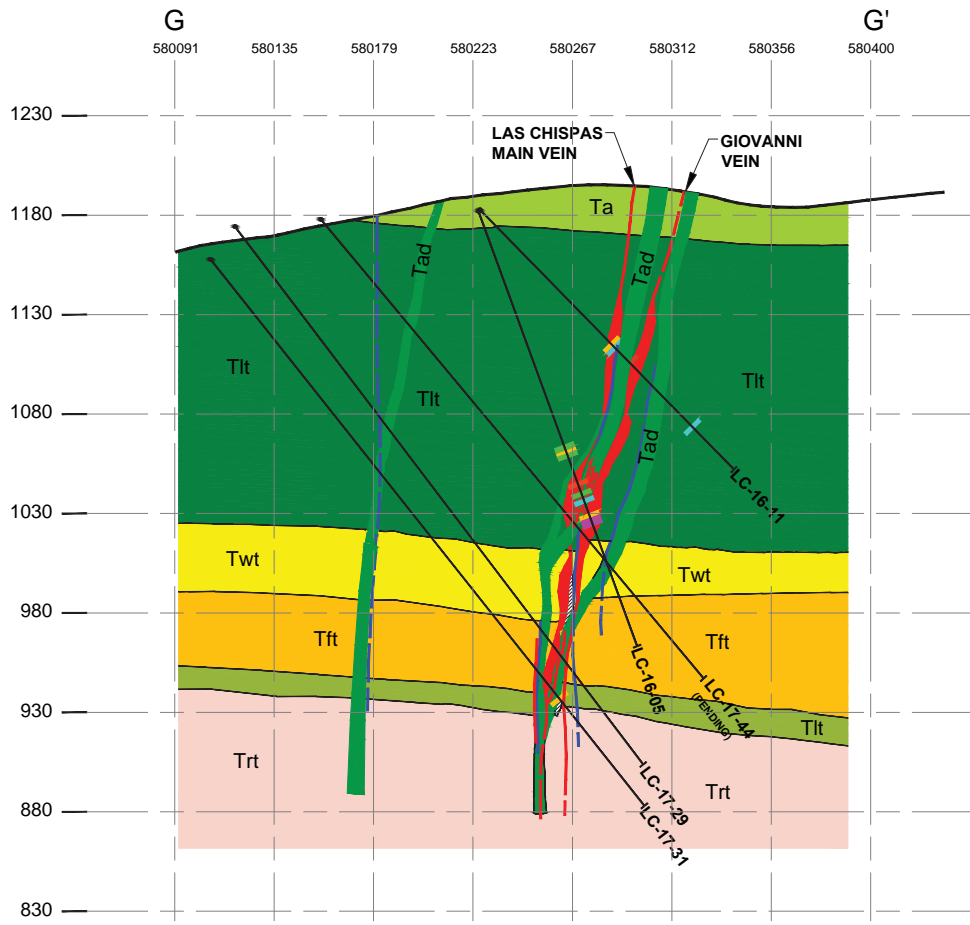 G G'
580091 580135 580179 580223 580267 580312 580356 580400
1230
LAS CHISPAS
MAIN VEIN
GIOVANNI
VEIN
1180
Ta
Tad
Tad
1130
Tlt
Tlt
Tlt
1080
Tad
LC-16-11
1030
Twt
Twt
980
Tft
Tft
LC-16-05
LC-17-44
(PENDING)
930
Tlt
Trt
LC-17-29
Trt
880
LC-17-31
830